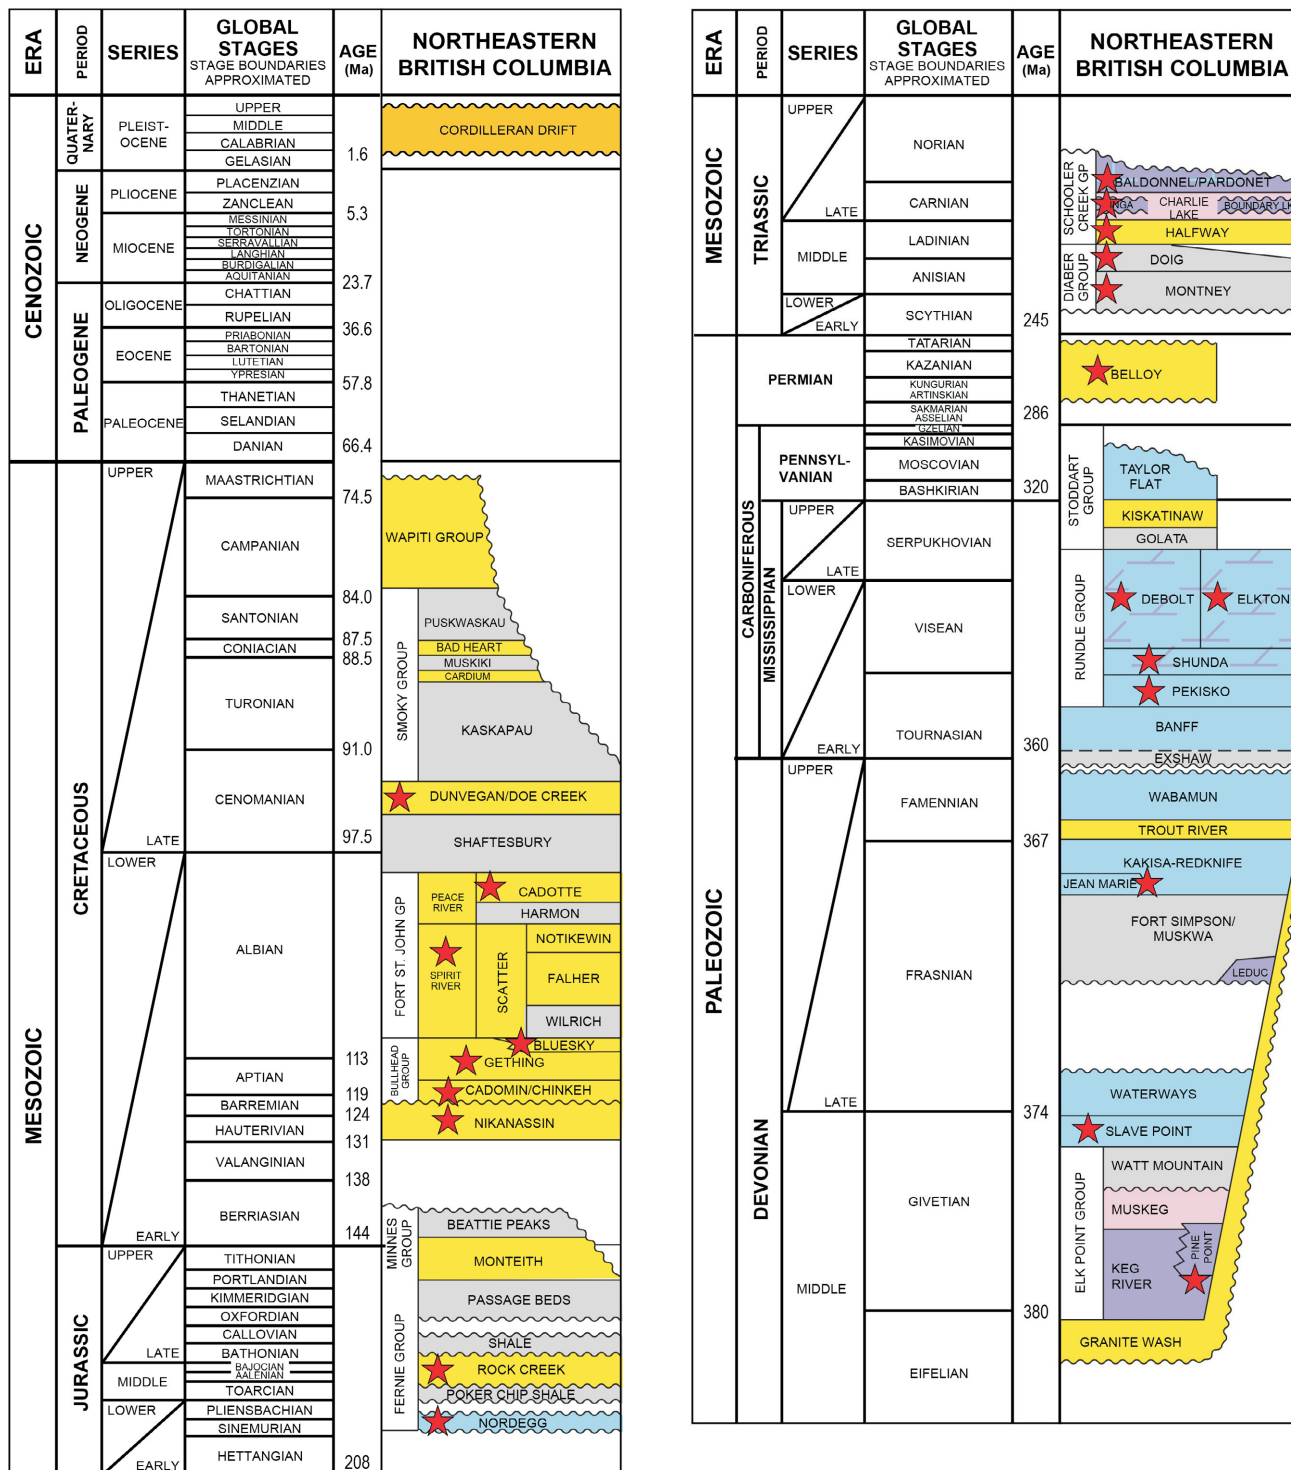 ERA
PERIOD
SERIES
GLOBAL
STAGES
STAGE BOUNDARIES
APPROXIMATED
AGE
(Ma)
NORTHEASTERN
BRITISH COLUMBIA
CENOZOIC
QUATER-
NARY
PLEIST-
OCENE
UPPER
MIDDLE
CALABRIAN
GELASIAN
1.6
CORDILLERAN DRIFT
NEOGENE
PLIOCENE
PLACENZIAN
ZANCLEAN
5.3
MIOCENE
MESSINIAN
TORTONIAN
SERRAVALLIAN
LANGHIAN
BURDIGALIAN
AQUITANIAN
23.7
PALEOGENE
OLIGOCENE
CHATTIAN
RUPELIAN
36.6
EOCENE
PRIABONIAN
BARTONIAN
LUTETIAN
YPRESIAN
57.8
PALEOCENE
THANETIAN
SELANDIAN
DANIAN
66.4
MESOZOIC
CRETACEOUS
UPPER
LATE
MAASTRICHTIAN
74.5
CAMPANIAN
84.0
SANTONIAN
87.5
CONIACIAN
88.5
TURONIAN
91.0
CENOMANIAN
97.5
WAPITI GROUP
SMOKY GROUP
PUSKWASKAU
BAD HEART
MUSKIKI
CARDIUM
KASKAPAU
DUNVEGAN/DOE CREEK
SHAFTESBURY
LOWER
EARLY
ALBIAN
113
APTIAN
119
BARREMIAN
124
HAUTERIVIAN
131
VALANGINIAN
138
BERRIASIAN
144
FORT ST. JOHN GP
PEACE
RIVER
CADOTTE
HARMON
SPIRIT
RIVER
SCATTER
NOTIKEWIN
FALHER
WILRICH
BULLHEAD
GROUP
BLUESKY
GETHING
CADOMIN/CHINKEH
NIKANASSIN
MINNES
GROUP
BEATTIE PEAKS
MONTEITH
JURASSIC
UPPER
LATE
TITHONIAN
PORTLANDIAN
KIMMERIDGIAN
OXFORDIAN
CALLOVIAN
BATHONIAN
MIDDLE
BAJOCIAN
AALENIAN
TOARCIAN
LOWER
EARLY
PLIENSBACHIAN
SINEMURIAN
HETTANGIAN
208
FERNIE GROUP
PASSAGE BEDS
SHALE
ROCK CREEK
POKER CHIP SHALE
NORDEGG
ERA
PERIOD
SERIES
GLOBAL
STAGES
STAGE BOUNDARIES
APPROXIMATED
AGE
(Ma)
NORTHEASTERN
BRITISH COLUMBIA
MESOZOIC
TRIASSIC
UPPER
LATE
NORIAN
CARNIAN
MIDDLE
LADINIAN
ANISIAN
LOWER
EARLY
SCYTHIAN
245
SCHOOLER
CREEK GP
BALDONNEL/PARDONET
INGA
CHARLIE
LAKE
BOUNDARY LK
HALFWAY
DIABER
GROUP
DOIG
MONTNEY
PALEOZOIC
PERMIAN
TATARIAN
KAZANIAN
KUNGURIAN
ARTINSKIAN
SAKMARIAN
ASSELIAN
286
BELLOY
CARBONIFEROUS
PENNSYL-
VANIAN
GZELIAN
KASIMOVIAN
MOSCOVIAN
BASHKIRIAN
320
MISSISSIPPIAN
UPPER
LATE
SERPUKHOVIAN
LOWER
EARLY
VISEAN
TOURNASIAN
360
STODDART
GROUP
TAYLOR
FLAT
KISKATINAW
GOLATA
RUNDLE GROUP
DEBOLT
ELKTON
SHUNDA
PEKISKO
BANFF
EXSHAW
DEVONIAN
UPPER
LATE
FAMENNIAN
367
FRASNIAN
374
WABAMUN
TROUT RIVER
KAKISA-REDKNIFE
JEAN MARIE
FORT SIMPSON/
MUSKWA
LEDUC
WATERWAYS
MIDDLE
GIVETIAN
380
EIFELIAN
SLAVE POINT
ELK POINT GROUP
WATT MOUNTAIN
MUSKEG
KEG
RIVER
PINE
POINT
GRANITE WASH